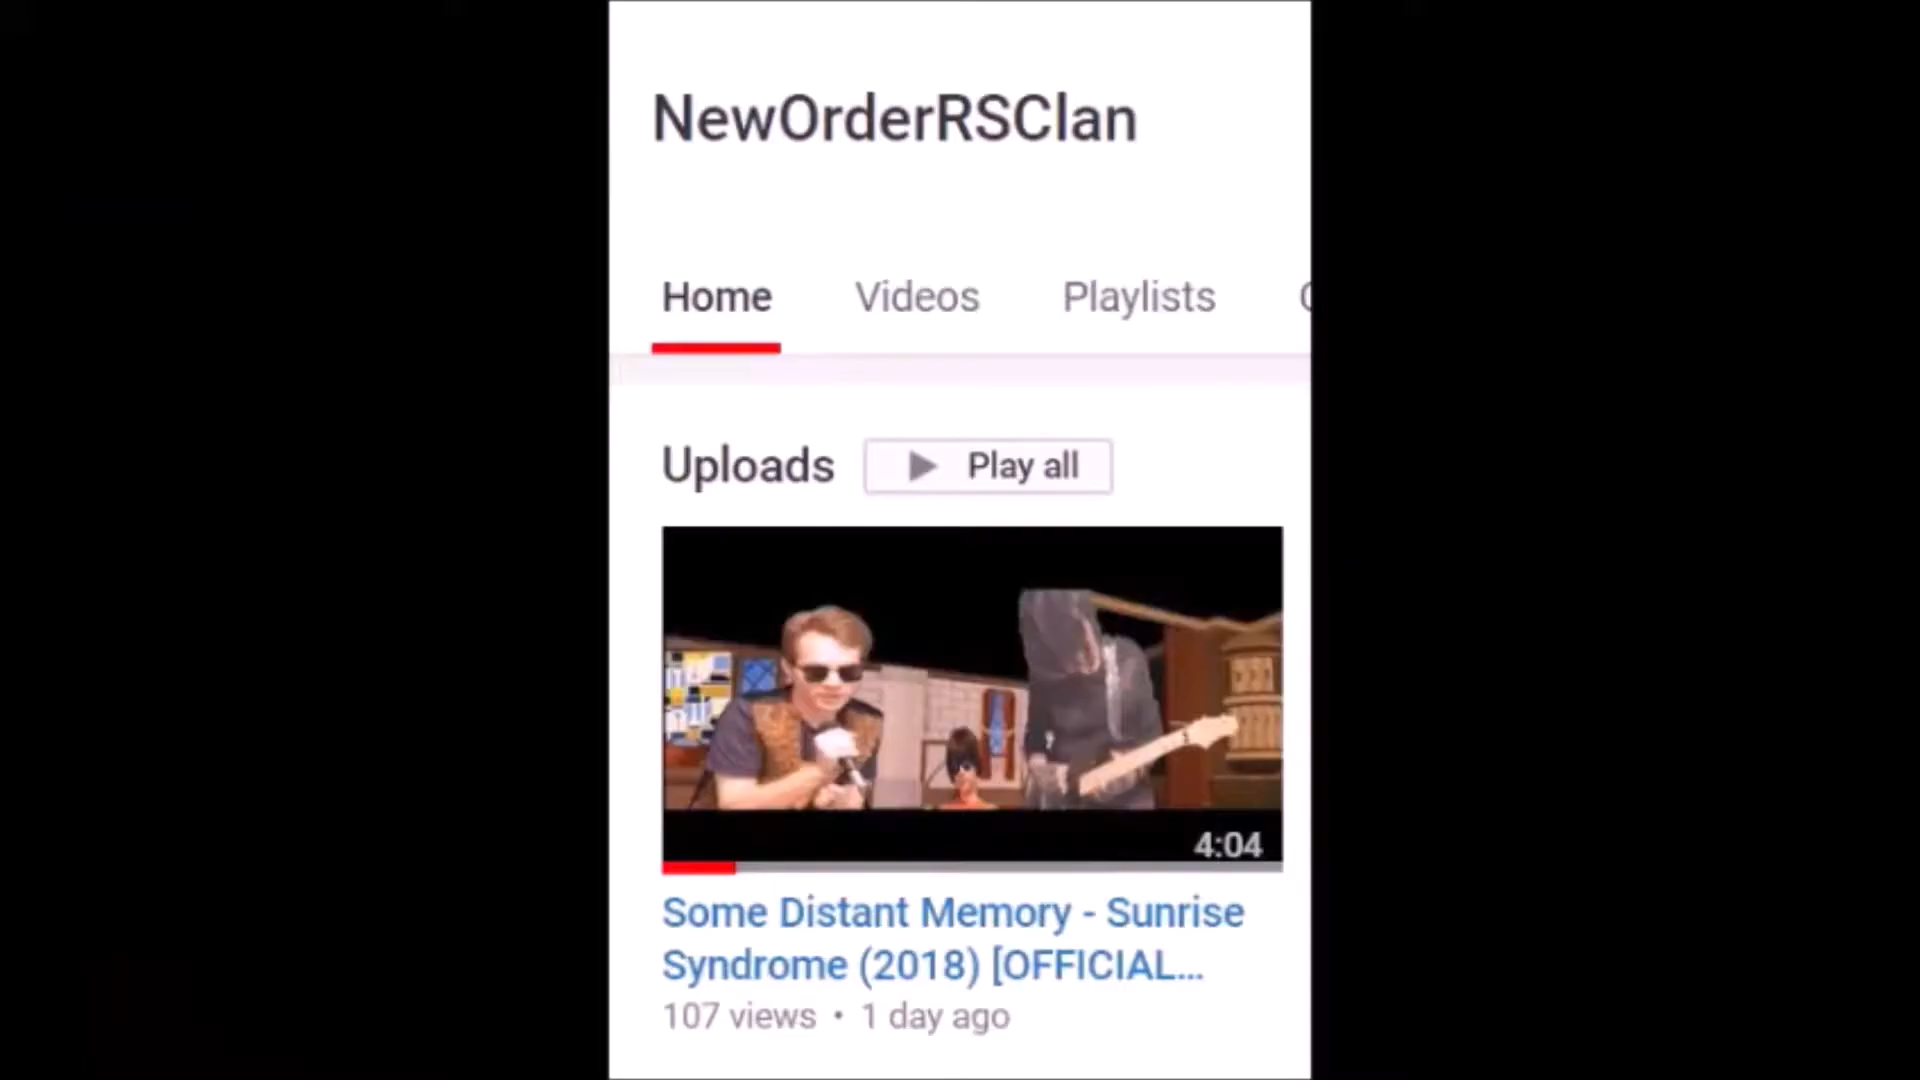 NewOrderRSClan
Home Videos Playlists
Uploads Play all
4:04
Some Distant Memory - Sunrise
Syndrome (2018) [OFFICIAL...
107 views • 1 day ago